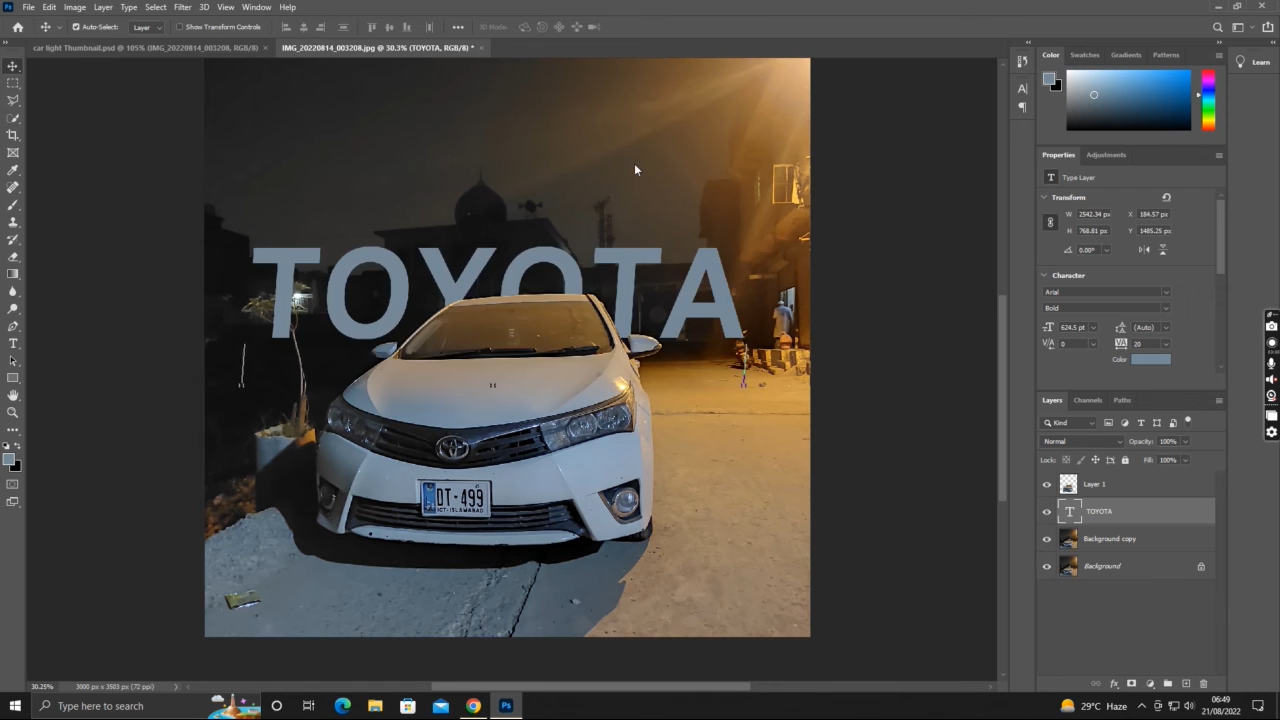 File Edit Image Layer Type Select Filter 3D View Window Help
Auto-Select: Layer Show Transform Controls 3D Mode:
car light Thumbnail.psd @ 105% (IMG_20220814_003208, RGB/8) × IMG_20220814_003208.jpg @ 30.3% (TOYOTA, RGB/8) * ×
Color Swatches Gradients Patterns
Learn
Properties Adjustments
Type Layer
Transform
W 2542.34 px X 184.57 px
H 768.81 px Y 1485.25 px
0.00°
Character
Arial
Bold
624.5 pt (Auto)
0 20
Color
TOYOTA
DT-499
ICT-ISLAMABAD
Layers Channels Paths
Kind
Normal Opacity: 100%
Lock: Fill: 100%
Layer 1
TOYOTA
Background copy
Background
30.25% 3000 px x 3503 px (72 ppi)
Type here to search
29°C Haze
06:49
21/08/2022